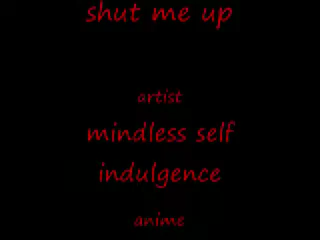 shut me up
artist
mindless self
indulgence
anime